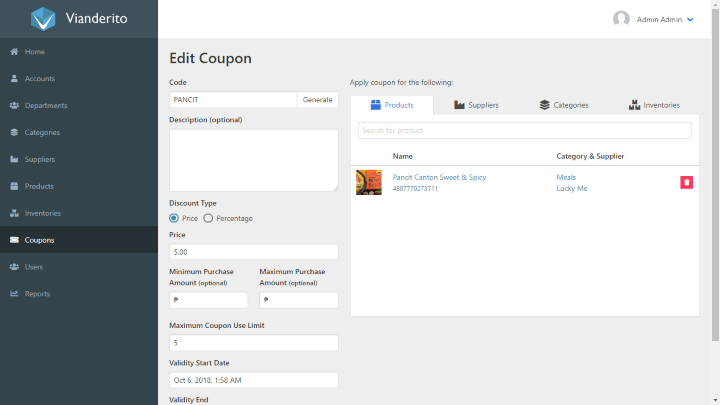 Vianderito
Admin Admin
Home
Accounts
Departments
Categories
Suppliers
Products
Inventories
Coupons
Users
Reports
Edit Coupon
Code
PANCIT
Generate
Description (optional)
Discount Type
Price
Percentage
Price
5.00
Minimum Purchase
Amount (optional)
₱
Maximum Purchase
Amount (optional)
₱
Maximum Coupon Use Limit
5
Validity Start Date
Oct 6, 2018, 1:58 AM
Validity End
Apply coupon for the following:
Products
Suppliers
Categories
Inventories
Search for product
Name
Category & Supplier
Pancit Canton Sweet & Spicy
4807770273711
Meals
Lucky Me